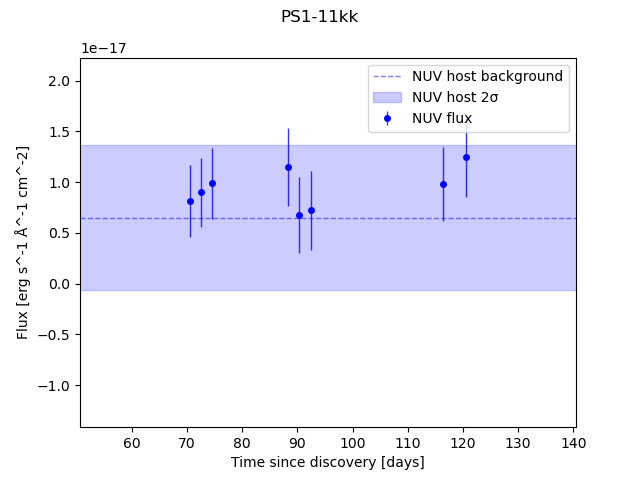 PS1-11kk
1e−17
NUV host background
NUV host 2σ
NUV flux
2.0
1.5
1.0
0.5
0.0
−0.5
−1.0
Flux [erg s^-1 Å^-1 cm^-2]
60 70 80 90 100 110 120 130 140
Time since discovery [days]